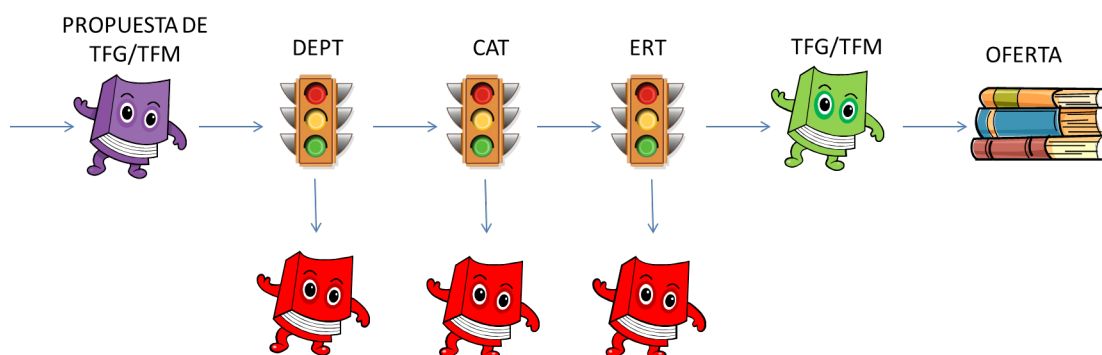 PROPUESTA DE
TFG/TFM
DEPT
CAT
ERT
TFG/TFM
OFERTA